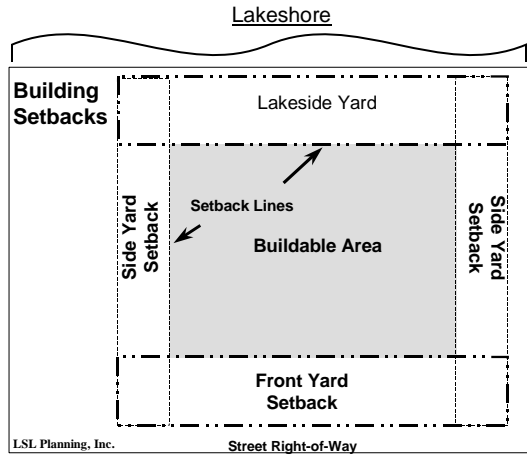 Lakeshore
Building
Setbacks
Lakeside Yard
Setback Lines
Side Yard
Setback
Buildable Area
Side Yard
Setback
Front Yard
Setback
LSL Planning, Inc.
Street Right-of-Way